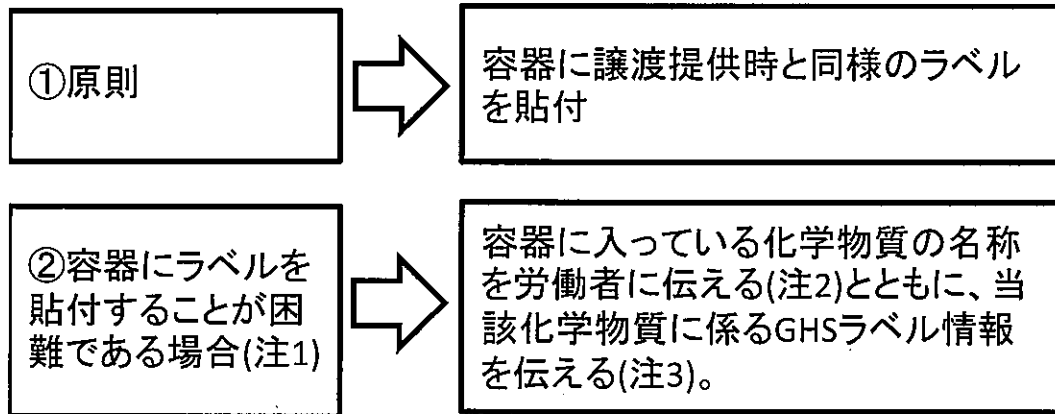 ①原則
容器に譲渡提供時と同様のラベル
を貼付
②容器にラベルを
貼付することが困
難である場合(注1)
容器に入っている化学物質の名称
を労働者に伝える(注2)とともに、当
該化学物質に係るGHSラベル情報
を伝える(注3)。